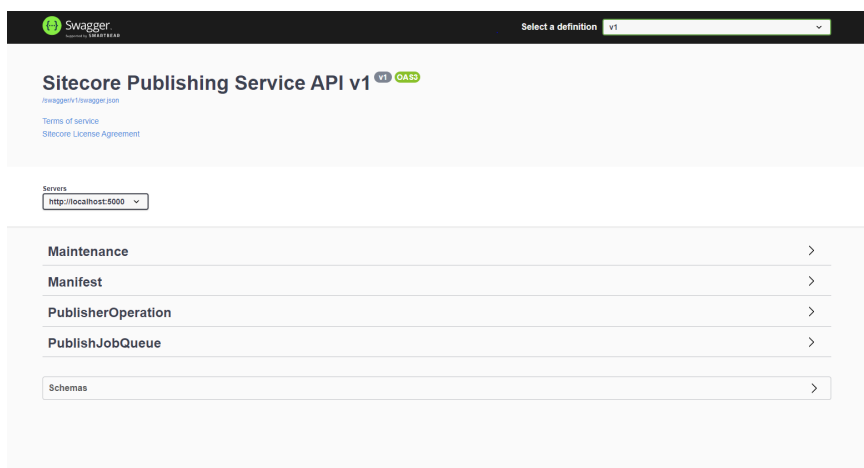 Swagger
Supported by SMARTBEAR
Select a definition
v1
Sitecore Publishing Service API v1 v1 OAS3
/swagger/v1/swagger.json
Terms of service
Sitecore License Agreement
Servers
http://localhost:5000
Maintenance
Manifest
PublisherOperation
PublishJobQueue
Schemas